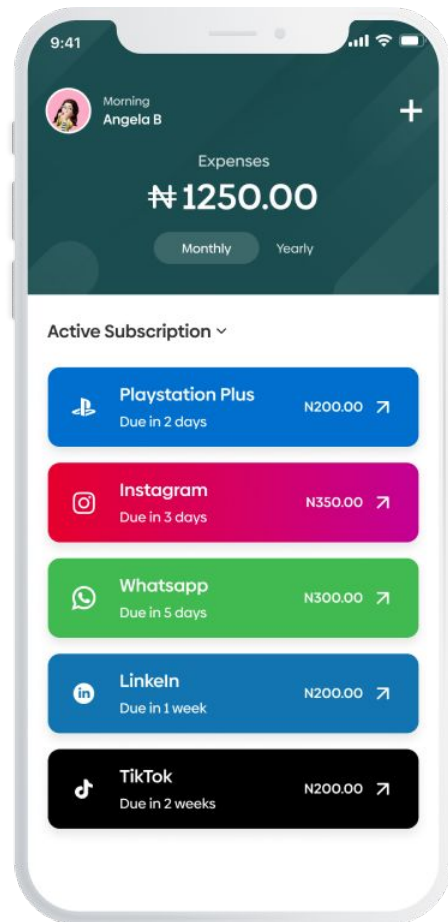 9:41
Morning
Angela B
Expenses
₦1250.00
Monthly Yearly
Active Subscription
Playstation Plus
Due in 2 days
N200.00
Instagram
Due in 3 days
N350.00
Whatsapp
Due in 5 days
N300.00
LinkeIn
Due in 1 week
N200.00
TikTok
Due in 2 weeks
N200.00